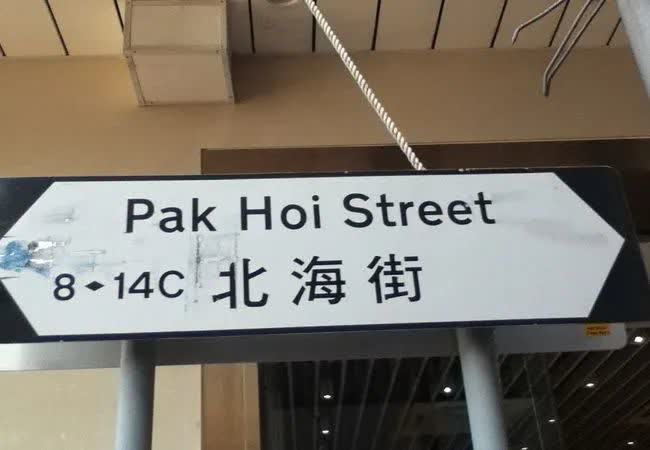 Pak Hoi Street
8◆14C 北海街